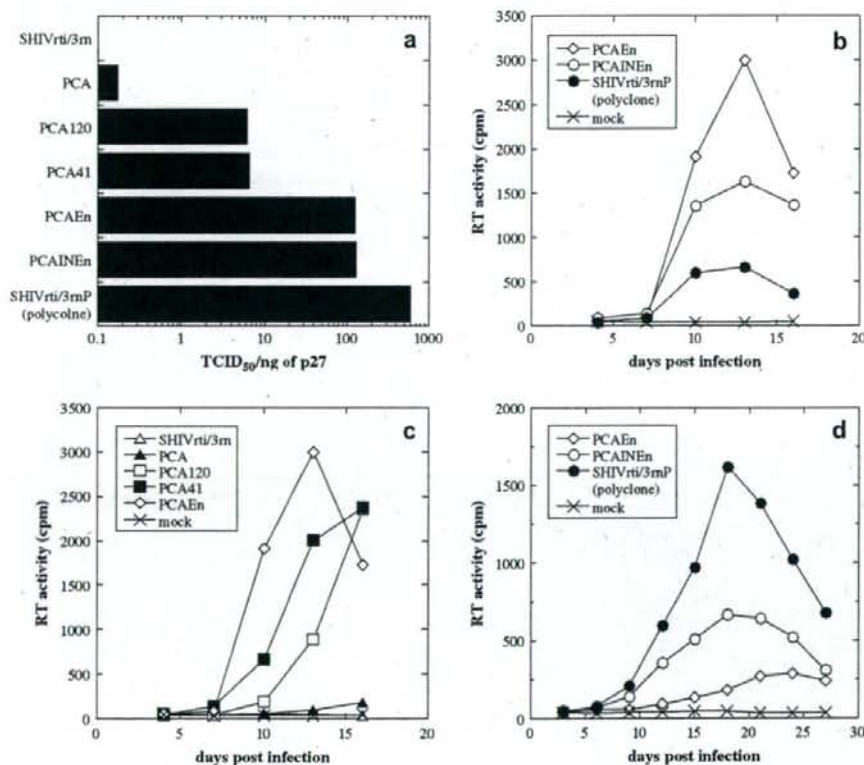 a
SHIVrti/3rn
PCA
PCA120
PCA41
PCAEn
PCAINEn
SHIVrti/3rnP
(polycolne)
0.1 1 10 100 1000
TCID50/ng of p27
b
PCAEn
PCAINEn
SHIVrti/3rnP
(polyclone)
mock
RT activity (cpm)
3500
3000
2500
2000
1500
1000
500
0
0 5 10 15 20
days post infection
c
SHIVrti/3rn
PCA
PCA120
PCA41
PCAEn
mock
RT activity (cpm)
3500
3000
2500
2000
1500
1000
500
0
0 5 10 15 20
days post infection
d
PCAEn
PCAINEn
SHIVrti/3rnP
(polyclone)
mock
RT activity (cpm)
2000
1500
1000
500
0
0 5 10 15 20 25 30
days post infection